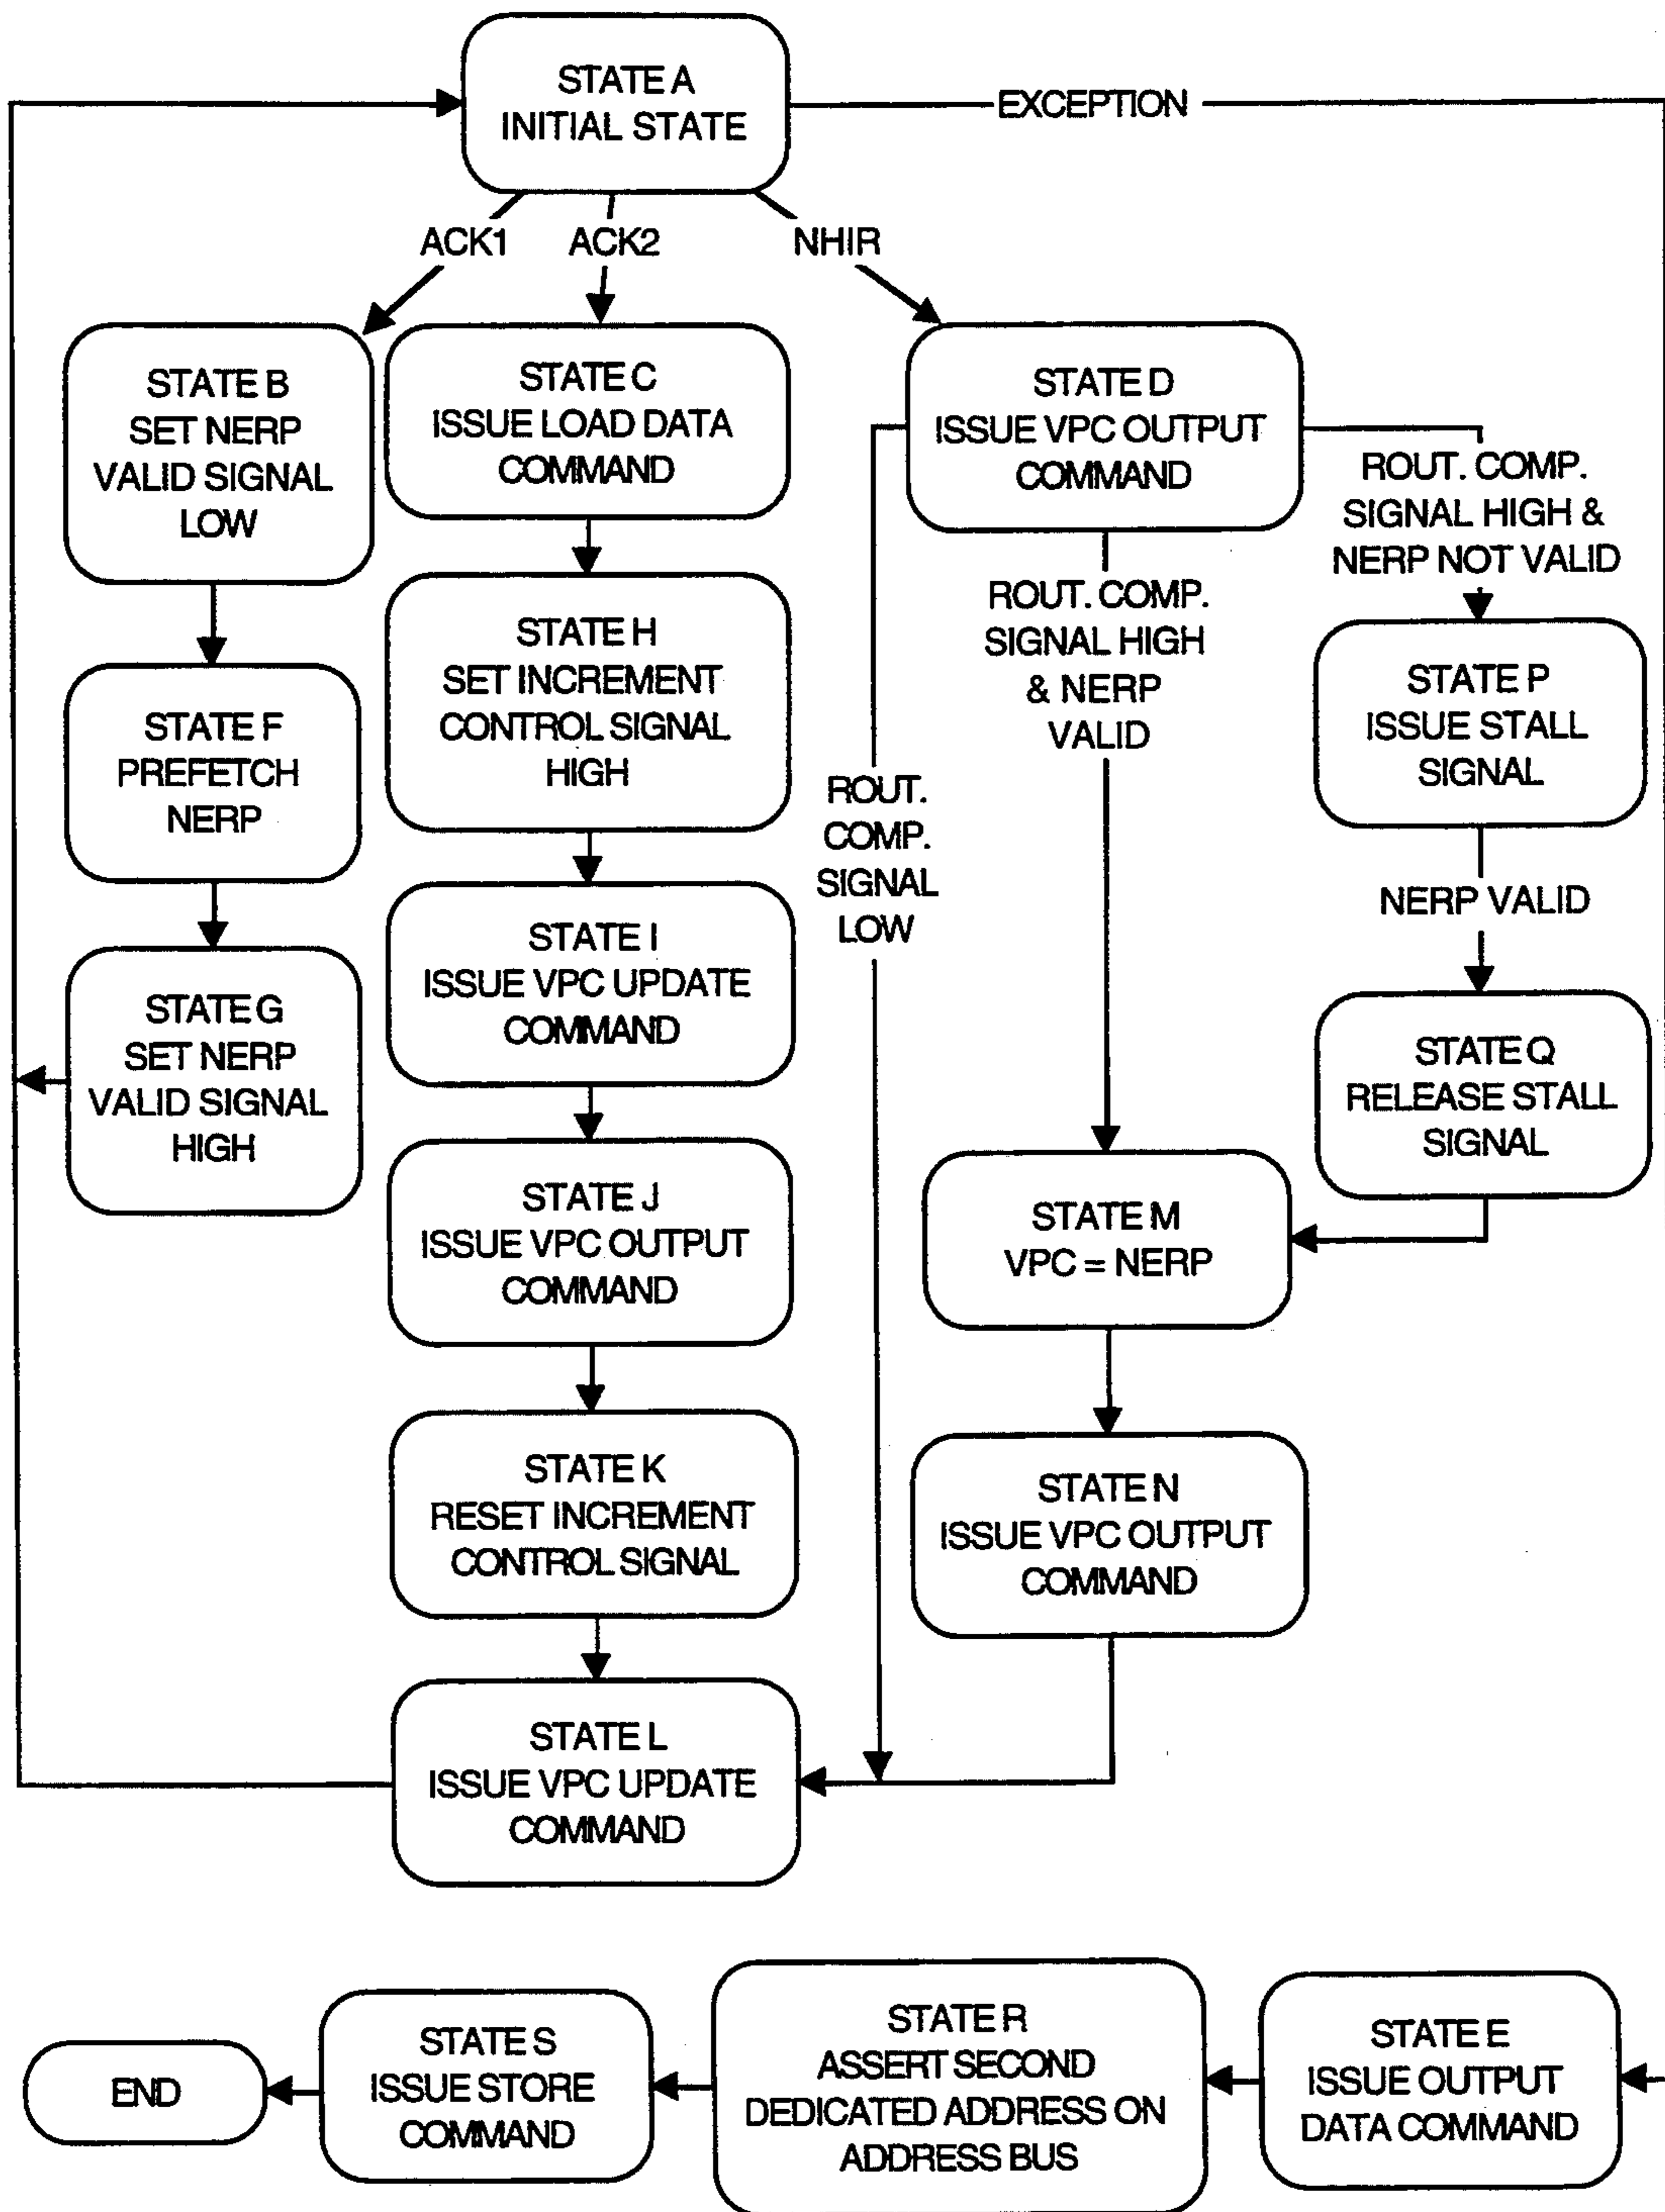 STATE A
INITIAL STATE
EXCEPTION
ACK1
ACK2
NHIR
STATE B
SET NERP
VALID SIGNAL
LOW
STATE C
ISSUE LOAD DATA
COMMAND
STATE D
ISSUE VPC OUTPUT
COMMAND
ROUT. COMP.
SIGNAL HIGH &
NERP NOT VALID
ROUT. COMP.
SIGNAL HIGH
& NERP
VALID
STATE H
SET INCREMENT
CONTROL SIGNAL
HIGH
STATE F
PREFETCH
NERP
STATE P
ISSUE STALL
SIGNAL
ROUT.
COMP.
SIGNAL
LOW
NERP VALID
STATE I
ISSUE VPC UPDATE
COMMAND
STATE G
SET NERP
VALID SIGNAL
HIGH
STATE Q
RELEASE STALL
SIGNAL
STATE J
ISSUE VPC OUTPUT
COMMAND
STATE M
VPC = NERP
STATE K
RESET INCREMENT
CONTROL SIGNAL
STATE N
ISSUE VPC OUTPUT
COMMAND
STATE L
ISSUE VPC UPDATE
COMMAND
END
STATE S
ISSUE STORE
COMMAND
STATE R
ASSERT SECOND
DEDICATED ADDRESS ON
ADDRESS BUS
STATE E
ISSUE OUTPUT
DATA COMMAND